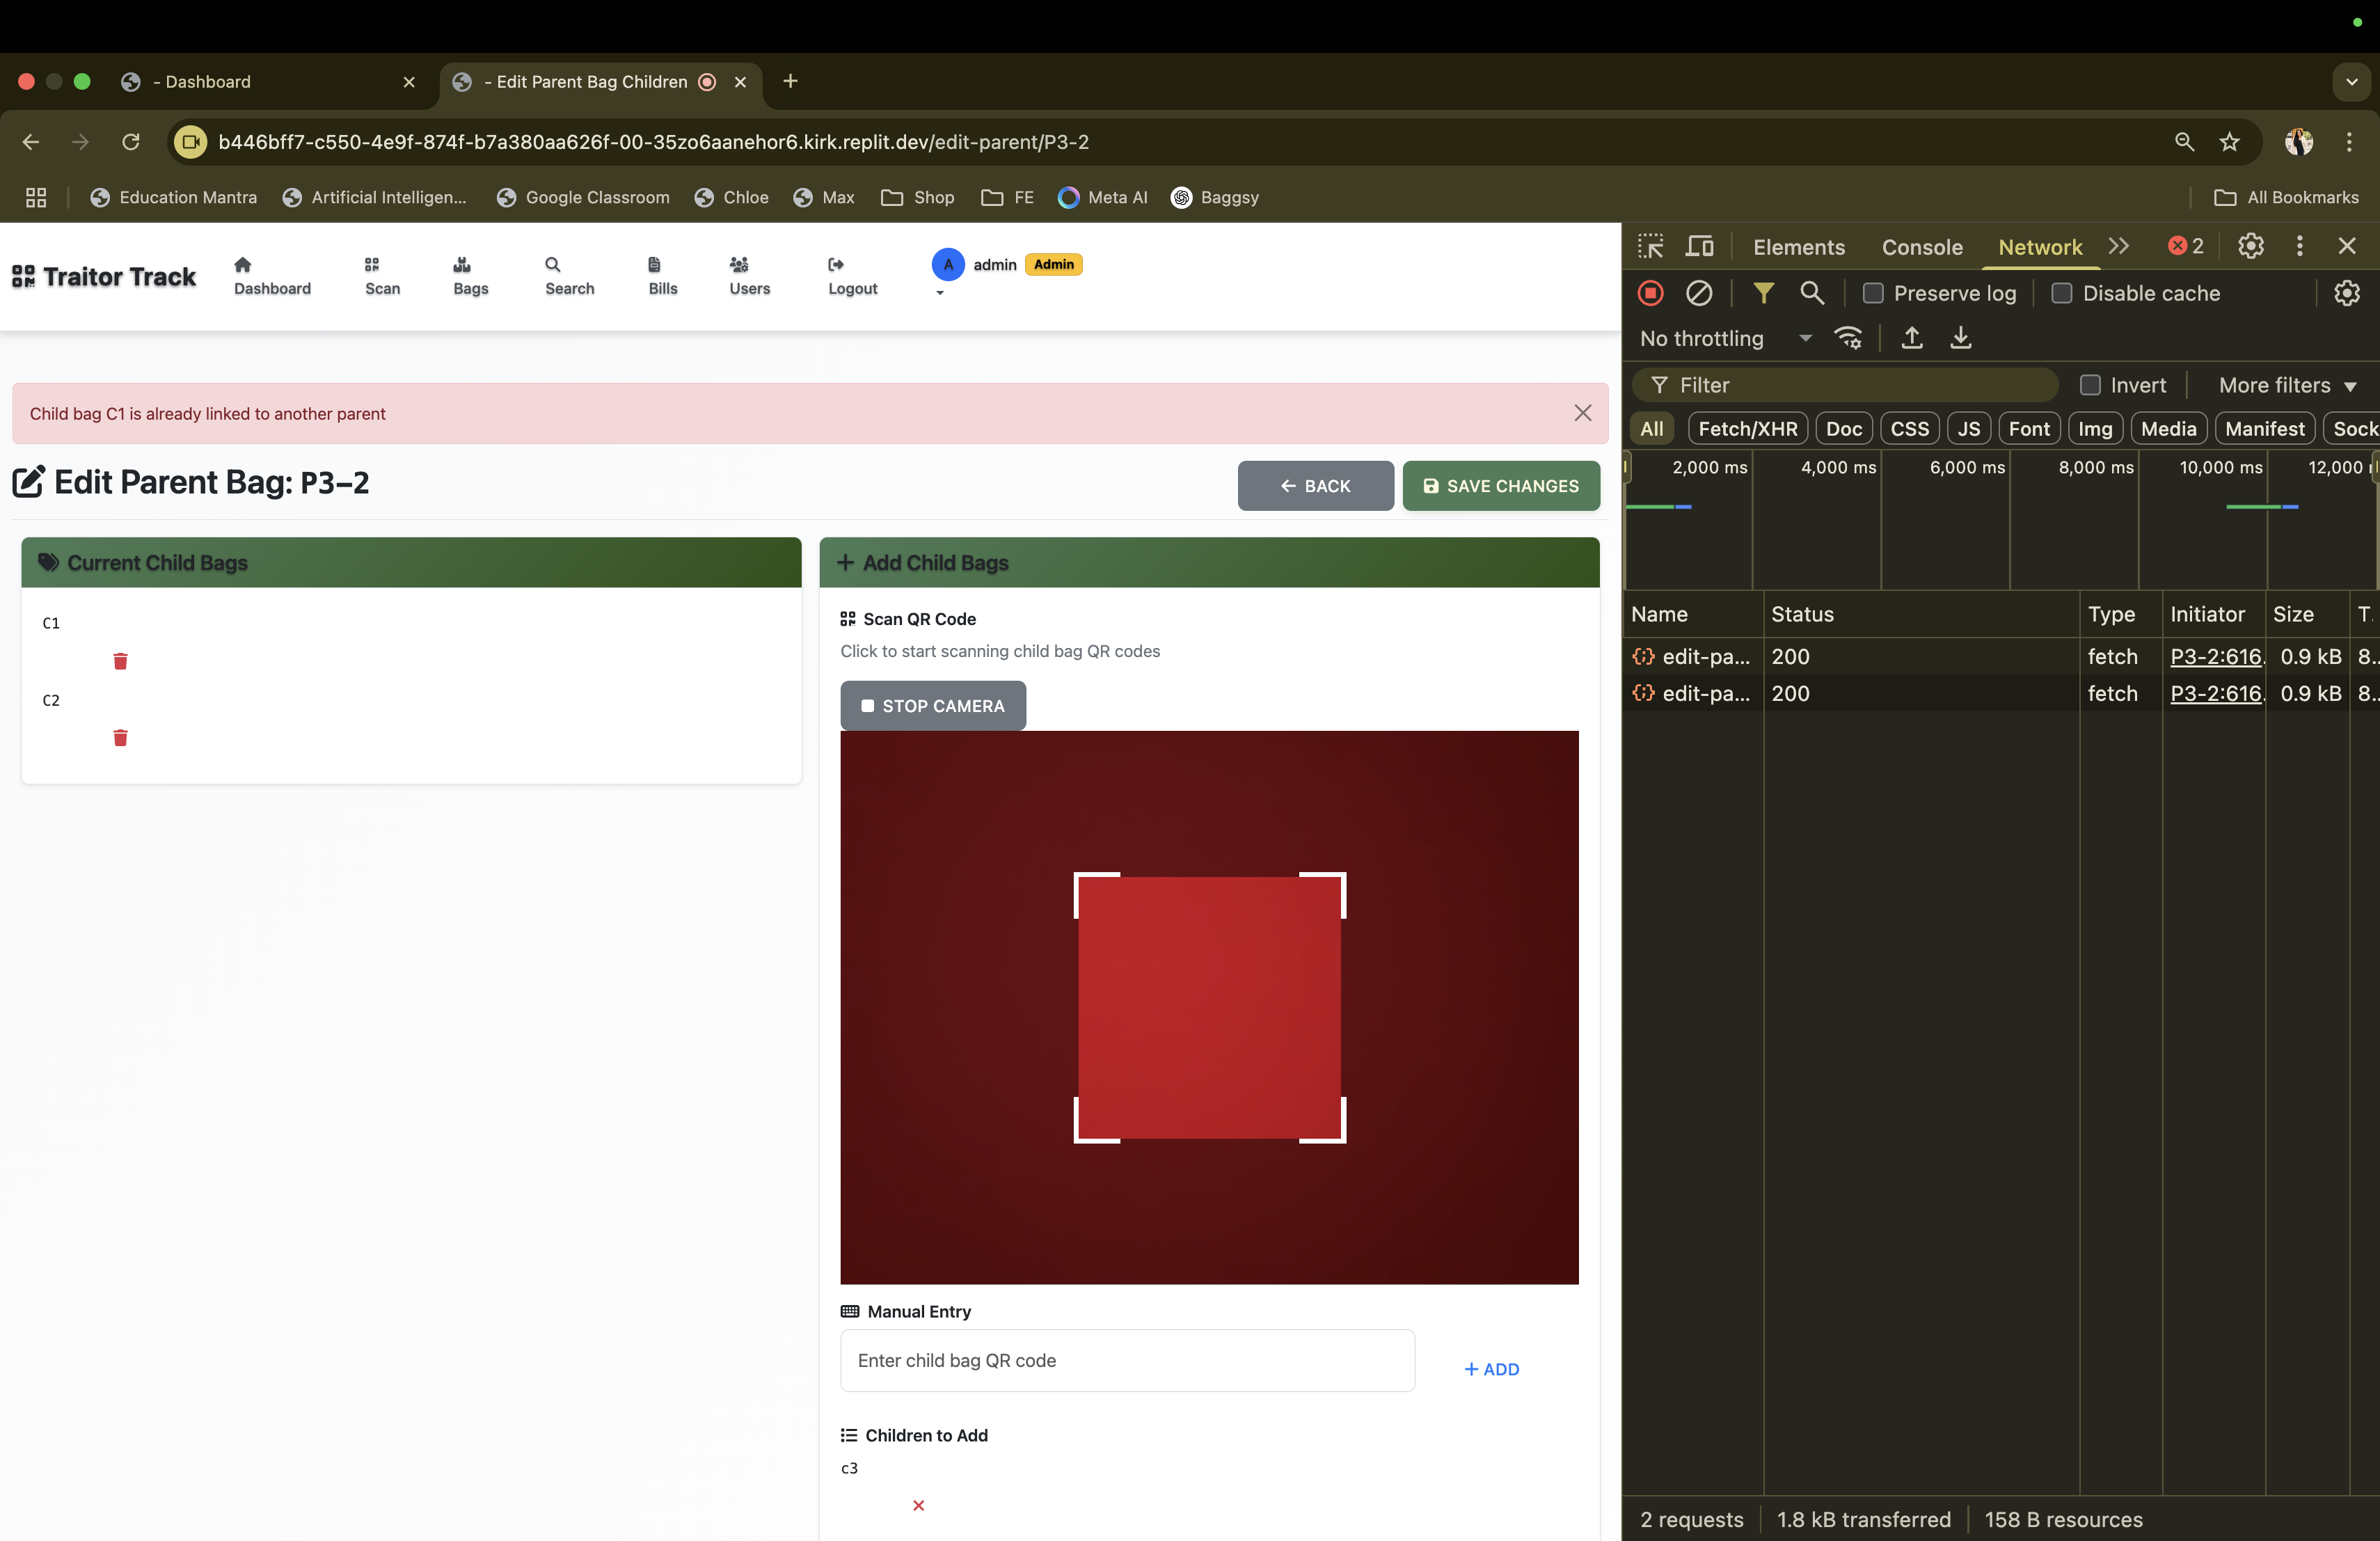 - Dashboard
- Edit Parent Bag Children
b446bff7-c550-4e9f-874f-b7a380aa626f-00-35zo6aanehor6.kirk.replit.dev/edit-parent/P3-2
Education Mantra
Artificial Intelligen...
Google Classroom
Chloe
Max
Shop
FE
Meta AI
Baggsy
All Bookmarks
Traitor Track
Dashboard
Scan
Bags
Search
Bills
Users
Logout
A admin Admin
Child bag C1 is already linked to another parent
Edit Parent Bag: P3-2
BACK
SAVE CHANGES
Current Child Bags
C1
C2
Add Child Bags
Scan QR Code
Click to start scanning child bag QR codes
STOP CAMERA
Manual Entry
Enter child bag QR code
+ ADD
Children to Add
c3
Elements
Console
Network
2
Preserve log
Disable cache
No throttling
Filter
Invert
More filters
All
Fetch/XHR
Doc
CSS
JS
Font
Img
Media
Manifest
Sock
2,000 ms
4,000 ms
6,000 ms
8,000 ms
10,000 ms
12,000
Name Status Type Initiator Size T.
edit-pa... 200 fetch P3-2:616. 0.9 kB 8..
edit-pa... 200 fetch P3-2:616. 0.9 kB 8..
2 requests
1.8 kB transferred
158 B resources